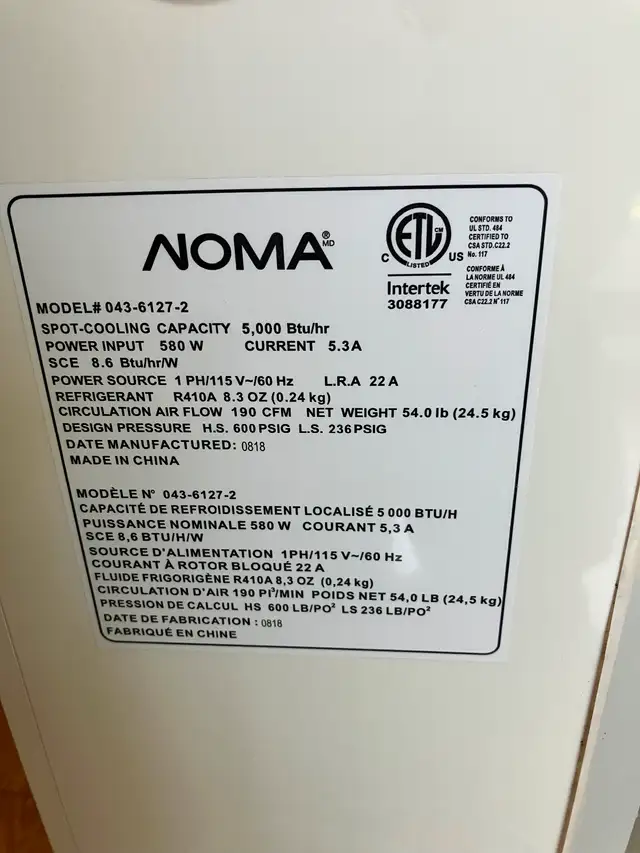 NOMA®
MD
C ETL CM LISTED US
Intertek
3088177
CONFORMS TO
UL STD. 484
CERTIFIED TO
CSA STD.C22.2
No. 117
CONFORME À
LA NORME UL 484
CERTIFIÉ EN
VERTU DE LA NORME
CSA C22.2 N° 117
MODEL# 043-6127-2
SPOT-COOLING CAPACITY 5,000 Btu/hr
POWER INPUT 580 W CURRENT 5.3 A
SCE 8.6 Btu/hr/W
POWER SOURCE 1 PH/115 V~/60 Hz L.R.A 22 A
REFRIGERANT R410A 8.3 OZ (0.24 kg)
CIRCULATION AIR FLOW 190 CFM NET WEIGHT 54.0 lb (24.5 kg)
DESIGN PRESSURE H.S. 600 PSIG L.S. 236 PSIG
DATE MANUFACTURED: 0818
MADE IN CHINA
MODÈLE N° 043-6127-2
CAPACITÉ DE REFROIDISSEMENT LOCALISÉ 5 000 BTU/H
PUISSANCE NOMINALE 580 W COURANT 5,3 A
SCE 8,6 BTU/H/W
SOURCE D'ALIMENTATION 1PH/115 V~/60 Hz
COURANT À ROTOR BLOQUÉ 22 A
FLUIDE FRIGORIGÈNE R410A 8,3 OZ (0,24 kg)
CIRCULATION D'AIR 190 PI³/MIN POIDS NET 54,0 LB (24,5 kg)
PRESSION DE CALCUL HS 600 LB/PO² LS 236 LB/PO²
DATE DE FABRICATION : 0818
FABRIQUÉ EN CHINE